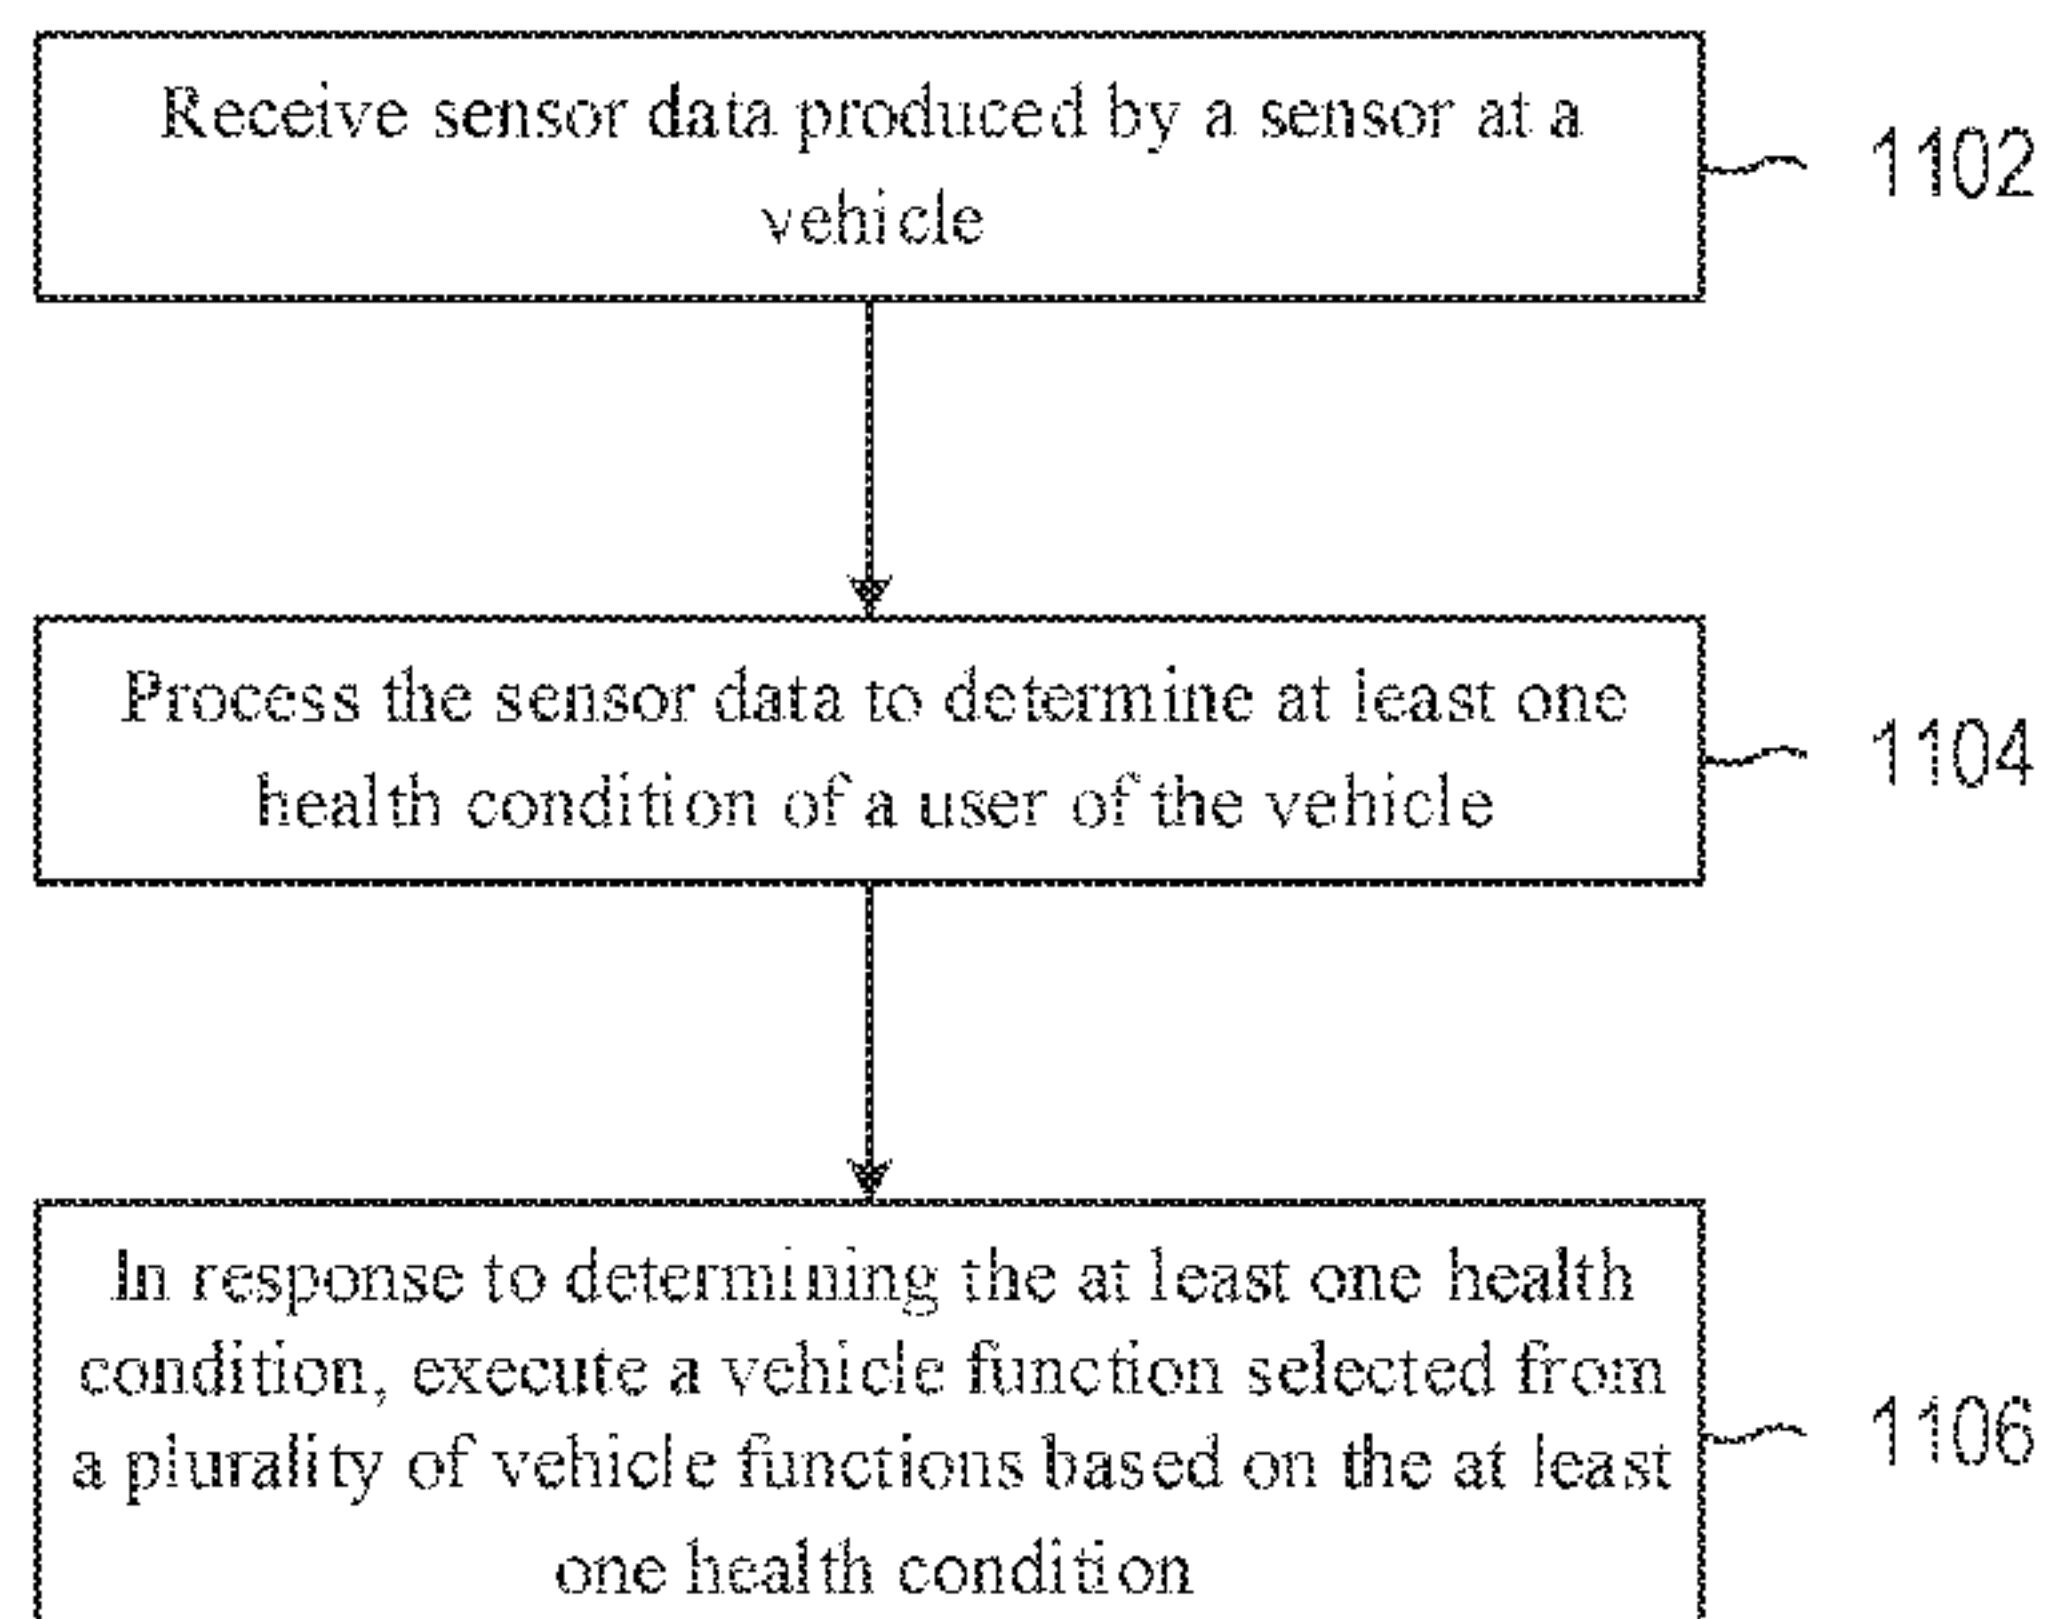 Receive sensor data produced by a sensor at a
vehicle
1102
Process the sensor data to determine at least one
health condition of a user of the vehicle
1104
In response to determining the at least one health
condition, execute a vehicle function selected from
a plurality of vehicle functions based on the at least
one health condition
1106